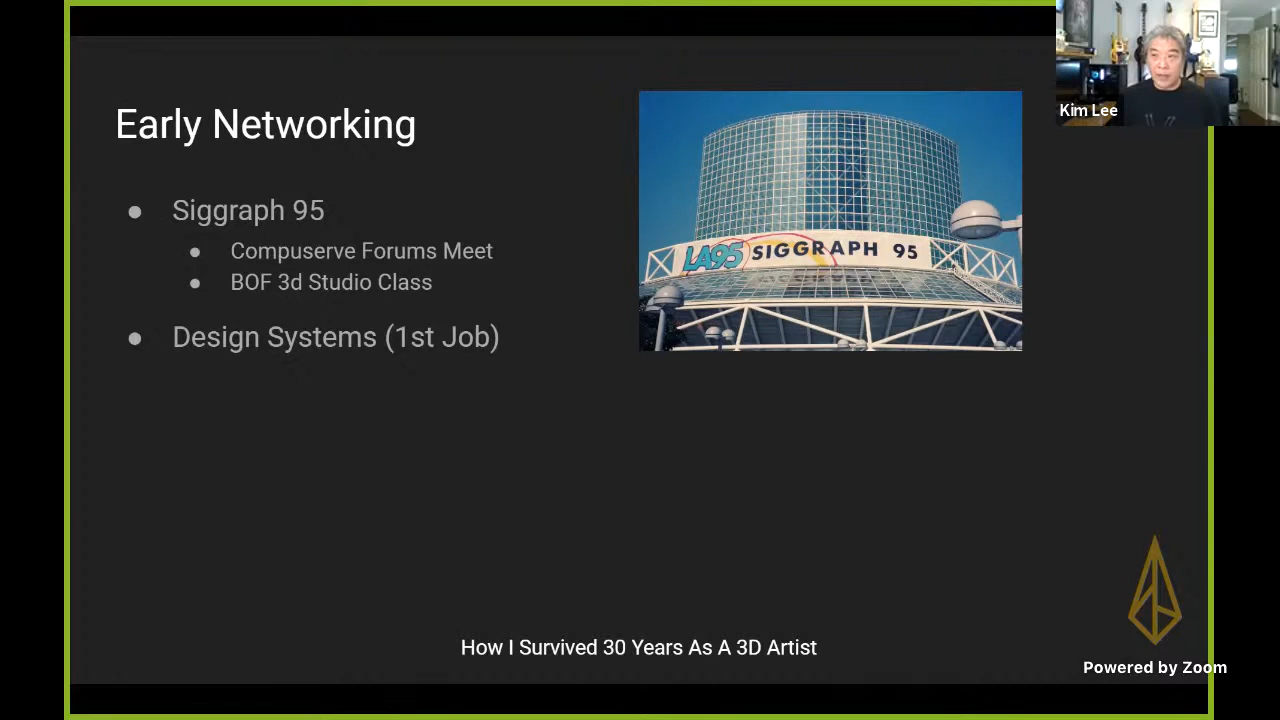 Early Networking
Siggraph 95
Compuserve Forums Meet
BOF 3d Studio Class
Design Systems (1st Job)
LA95 SIGGRAPH 95
Kim Lee
How I Survived 30 Years As A 3D Artist
Powered by Zoom